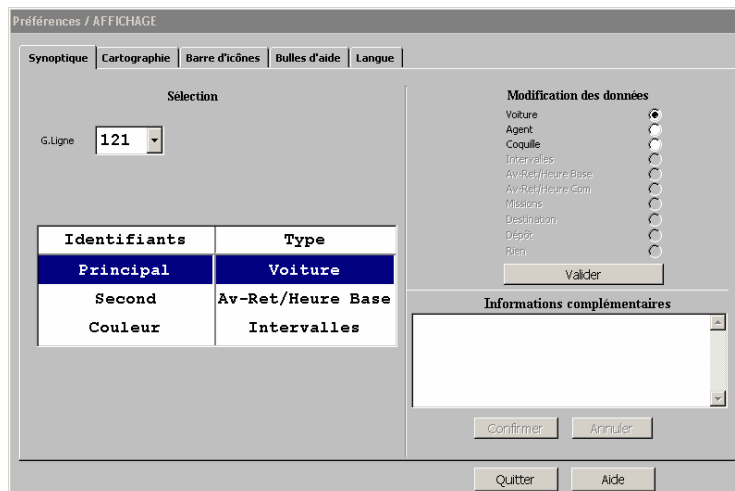 Préférences / AFFICHAGE
Synoptique Cartographie Barre d'icônes Bulles d'aide Langue
Sélection
G.Ligne 121
Identifiants Type
Principal Voiture
Second Av-Ret/Heure Base
Couleur Intervalles
Modification des données
Voiture
Agent
Coquille
Intervalles
Av-Ret/Heure Base
Av-Ret/Heure Com
Missions
Destination
Dépôt
Rien
Valider
Informations complémentaires
Confirmer Annuler
Quitter Aide